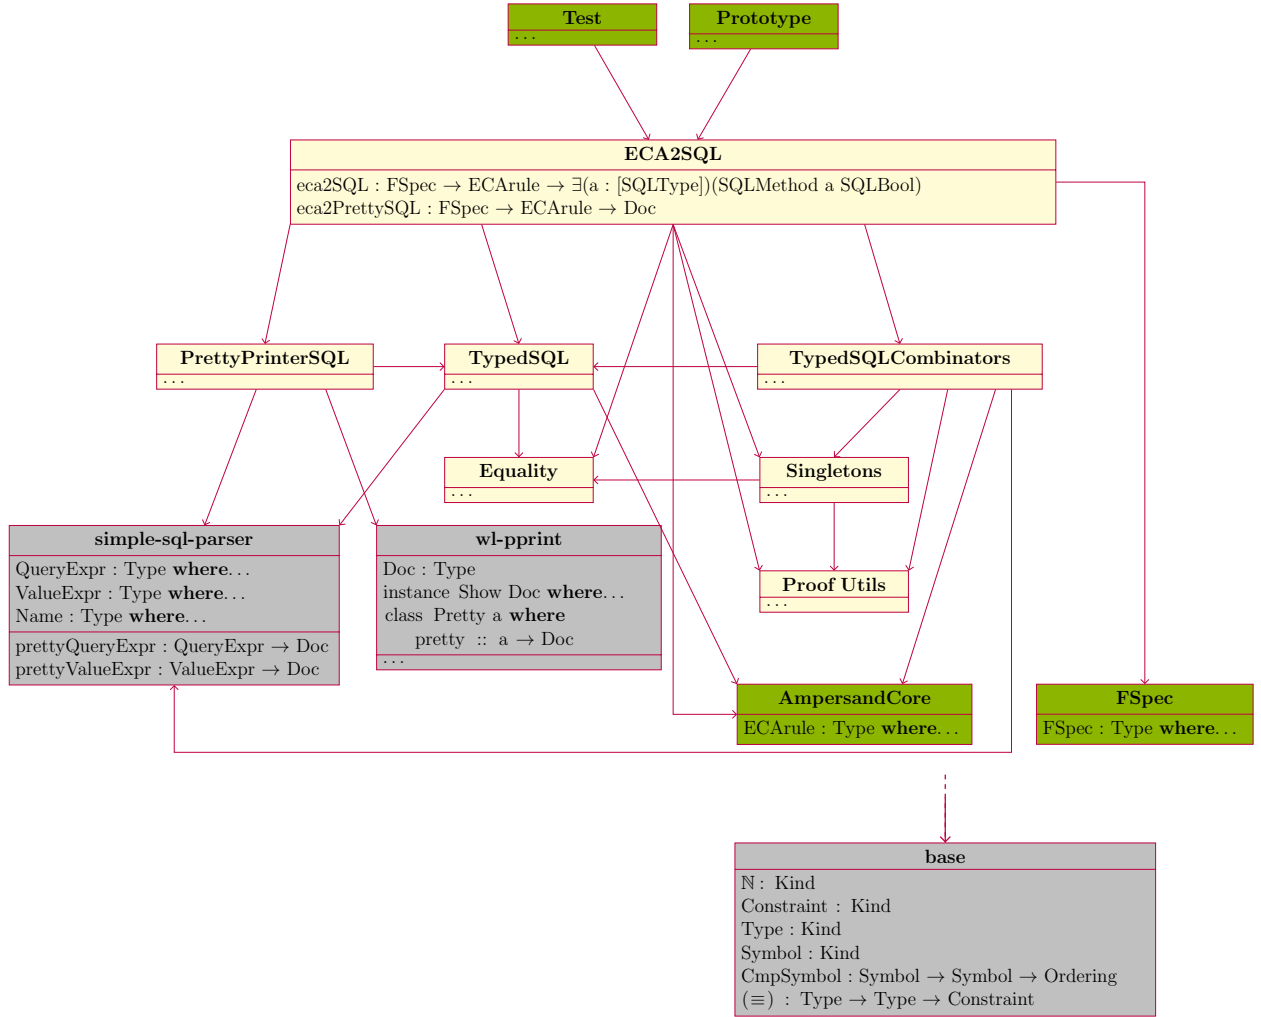 Test
. . .
Prototype
. . .
ECA2SQL
eca2SQL : FSpec → ECArule → ∃(a : [SQLType])(SQLMethod a SQLBool)
eca2PrettySQL : FSpec → ECArule → Doc
PrettyPrinterSQL
. . .
TypedSQL
. . .
TypedSQLCombinators
. . .
Equality
. . .
Singletons
. . .
simple-sql-parser
QueryExpr : Type where. . .
ValueExpr : Type where. . .
Name : Type where. . .
prettyQueryExpr : QueryExpr → Doc
prettyValueExpr : ValueExpr → Doc
wl-pprint
Doc : Type
instance Show Doc where. . .
class Pretty a where
pretty :: a → Doc
. . .
Proof Utils
. . .
AmpersandCore
ECArule : Type where. . .
FSpec
FSpec : Type where. . .
base
ℕ : Kind
Constraint : Kind
Type : Kind
Symbol : Kind
CmpSymbol : Symbol → Symbol → Ordering
(≡) : Type → Type → Constraint